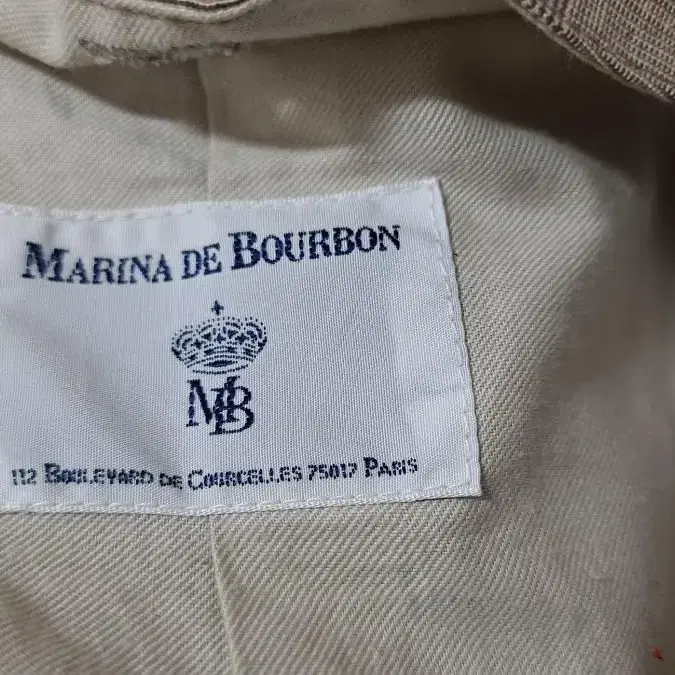 MARINA DE BOURBON
MB
112 BOULEVARD DE COURCELLES 75017 PARIS